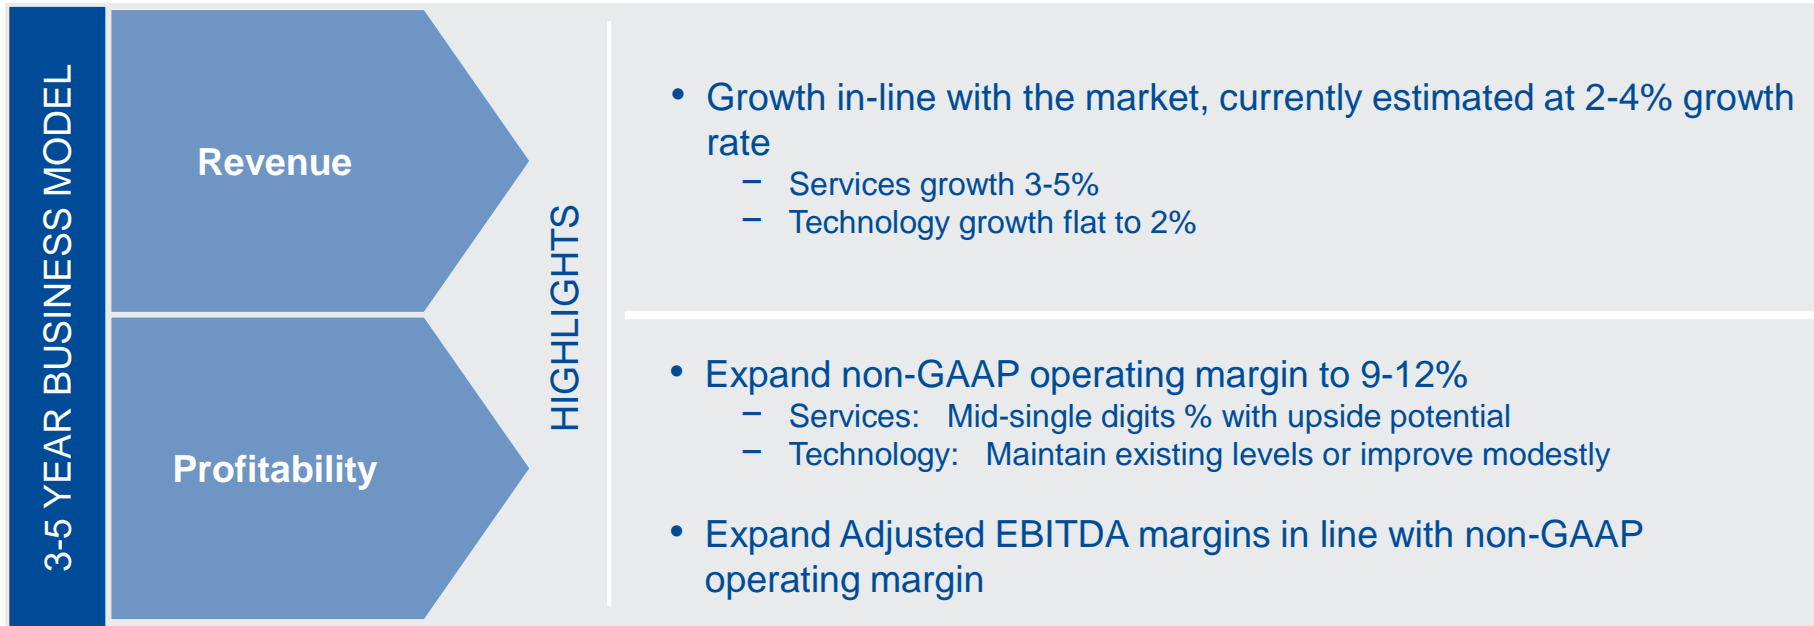 3-5 YEAR BUSINESS MODEL
Revenue
Profitability
HIGHLIGHTS
• Growth in-line with the market, currently estimated at 2-4% growth
rate
− Services growth 3-5%
− Technology growth flat to 2%
• Expand non-GAAP operating margin to 9-12%
− Services: Mid-single digits % with upside potential
− Technology: Maintain existing levels or improve modestly
• Expand Adjusted EBITDA margins in line with non-GAAP
operating margin